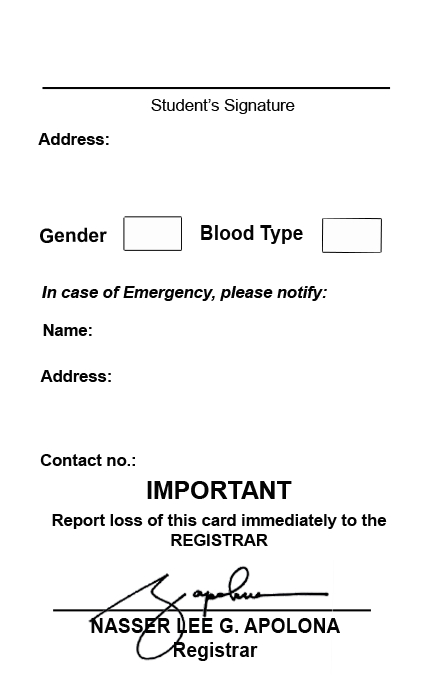 Student's Signature
Address:
Gender
Blood Type
In case of Emergency, please notify:
Name:
Address:
Contact no.:
IMPORTANT
Report loss of this card immediately to the
REGISTRAR
NASSER LEE G. APOLONA
Registrar